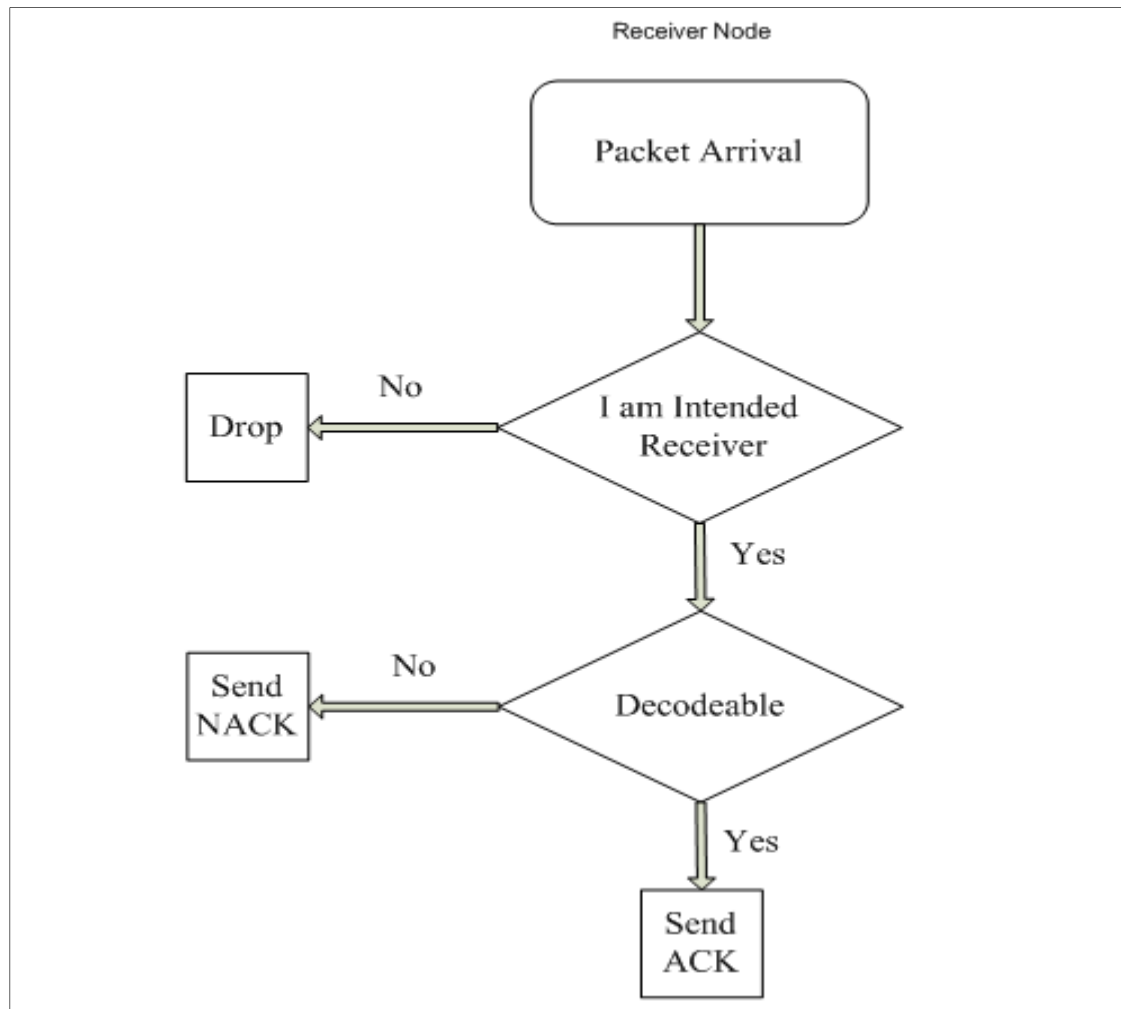 Receiver Node
Packet Arrival
No
I am Intended
Receiver
Drop
Yes
No
Send
NACK
Decodeable
Yes
Send
ACK